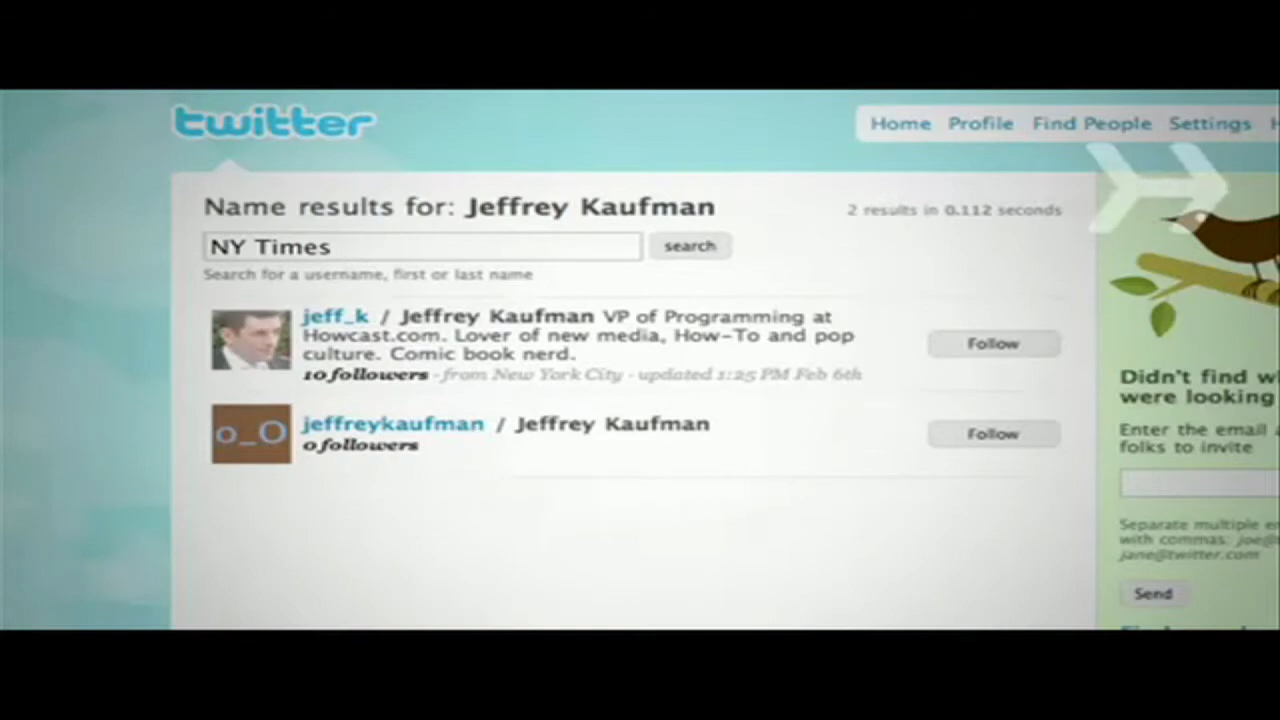 twitter
Home Profile Find People Settings H
Name results for: Jeffrey Kaufman
2 results in 0.112 seconds
NY Times
search
Search for a username, first or last name
jeff_k / Jeffrey Kaufman VP of Programming at
Howcast.com. Lover of new media, How-To and pop
culture. Comic book nerd.
10 followers - from New York City - updated 1:25 PM Feb 6th
Follow
o_O
jeffreykaufman / Jeffrey Kaufman
0 followers
Follow
Didn't find w
were looking
Enter the email
folks to invite
Separate multiple
with commas: joe@
jane@twitter.com
Send